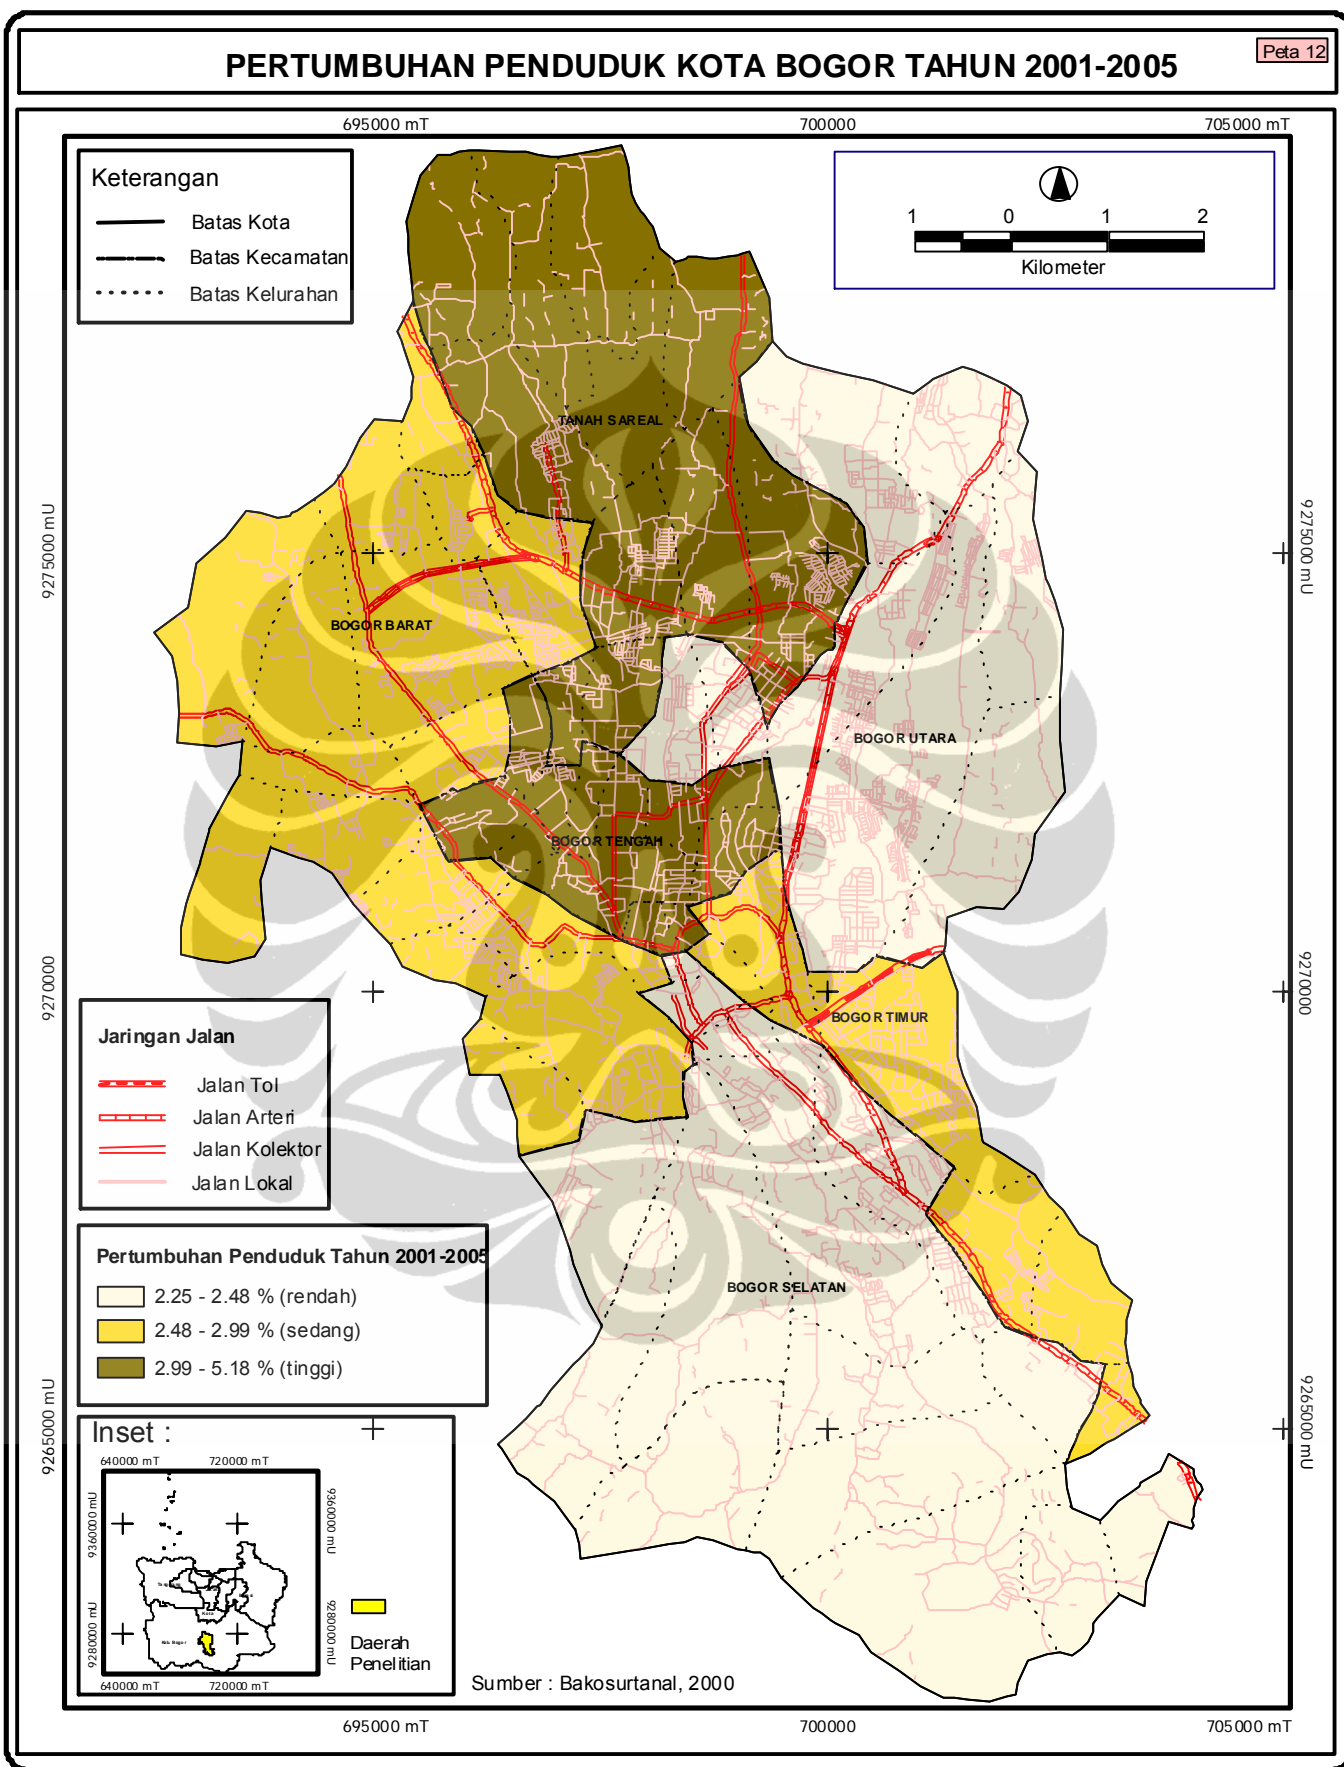 PERTUMBUHAN PENDUDUK KOTA BOGOR TAHUN 2001-2005
Peta 12
695000 mT
700000
705000 mT
Keterangan
Batas Kota
Batas Kecamatan
Batas Kelurahan
1 0 1 2
Kilometer
TANAH SAREAL
9275000 mU
9275000 mU
BOGOR BARAT
BOGOR UTARA
BOGOR TENGAH
9270000
9270000
BOGOR TIMUR
Jaringan Jalan
Jalan Tol
Jalan Arteri
Jalan Kolektor
Jalan Lokal
Pertumbuhan Penduduk Tahun 2001-2005
2.25 - 2.48 % (rendah)
2.48 - 2.99 % (sedang)
2.99 - 5.18 % (tinggi)
BOGOR SELATAN
9265000 mU
9265000 mU
Inset :
640000 mT
720000 mT
9360000 mU
9360000 mU
Kota
Kab. Bogor
9280000 mU
9280000 mU
640000 mT
720000 mT
Daerah
Penelitian
Sumber : Bakosurtanal, 2000
695000 mT
700000
705000 mT